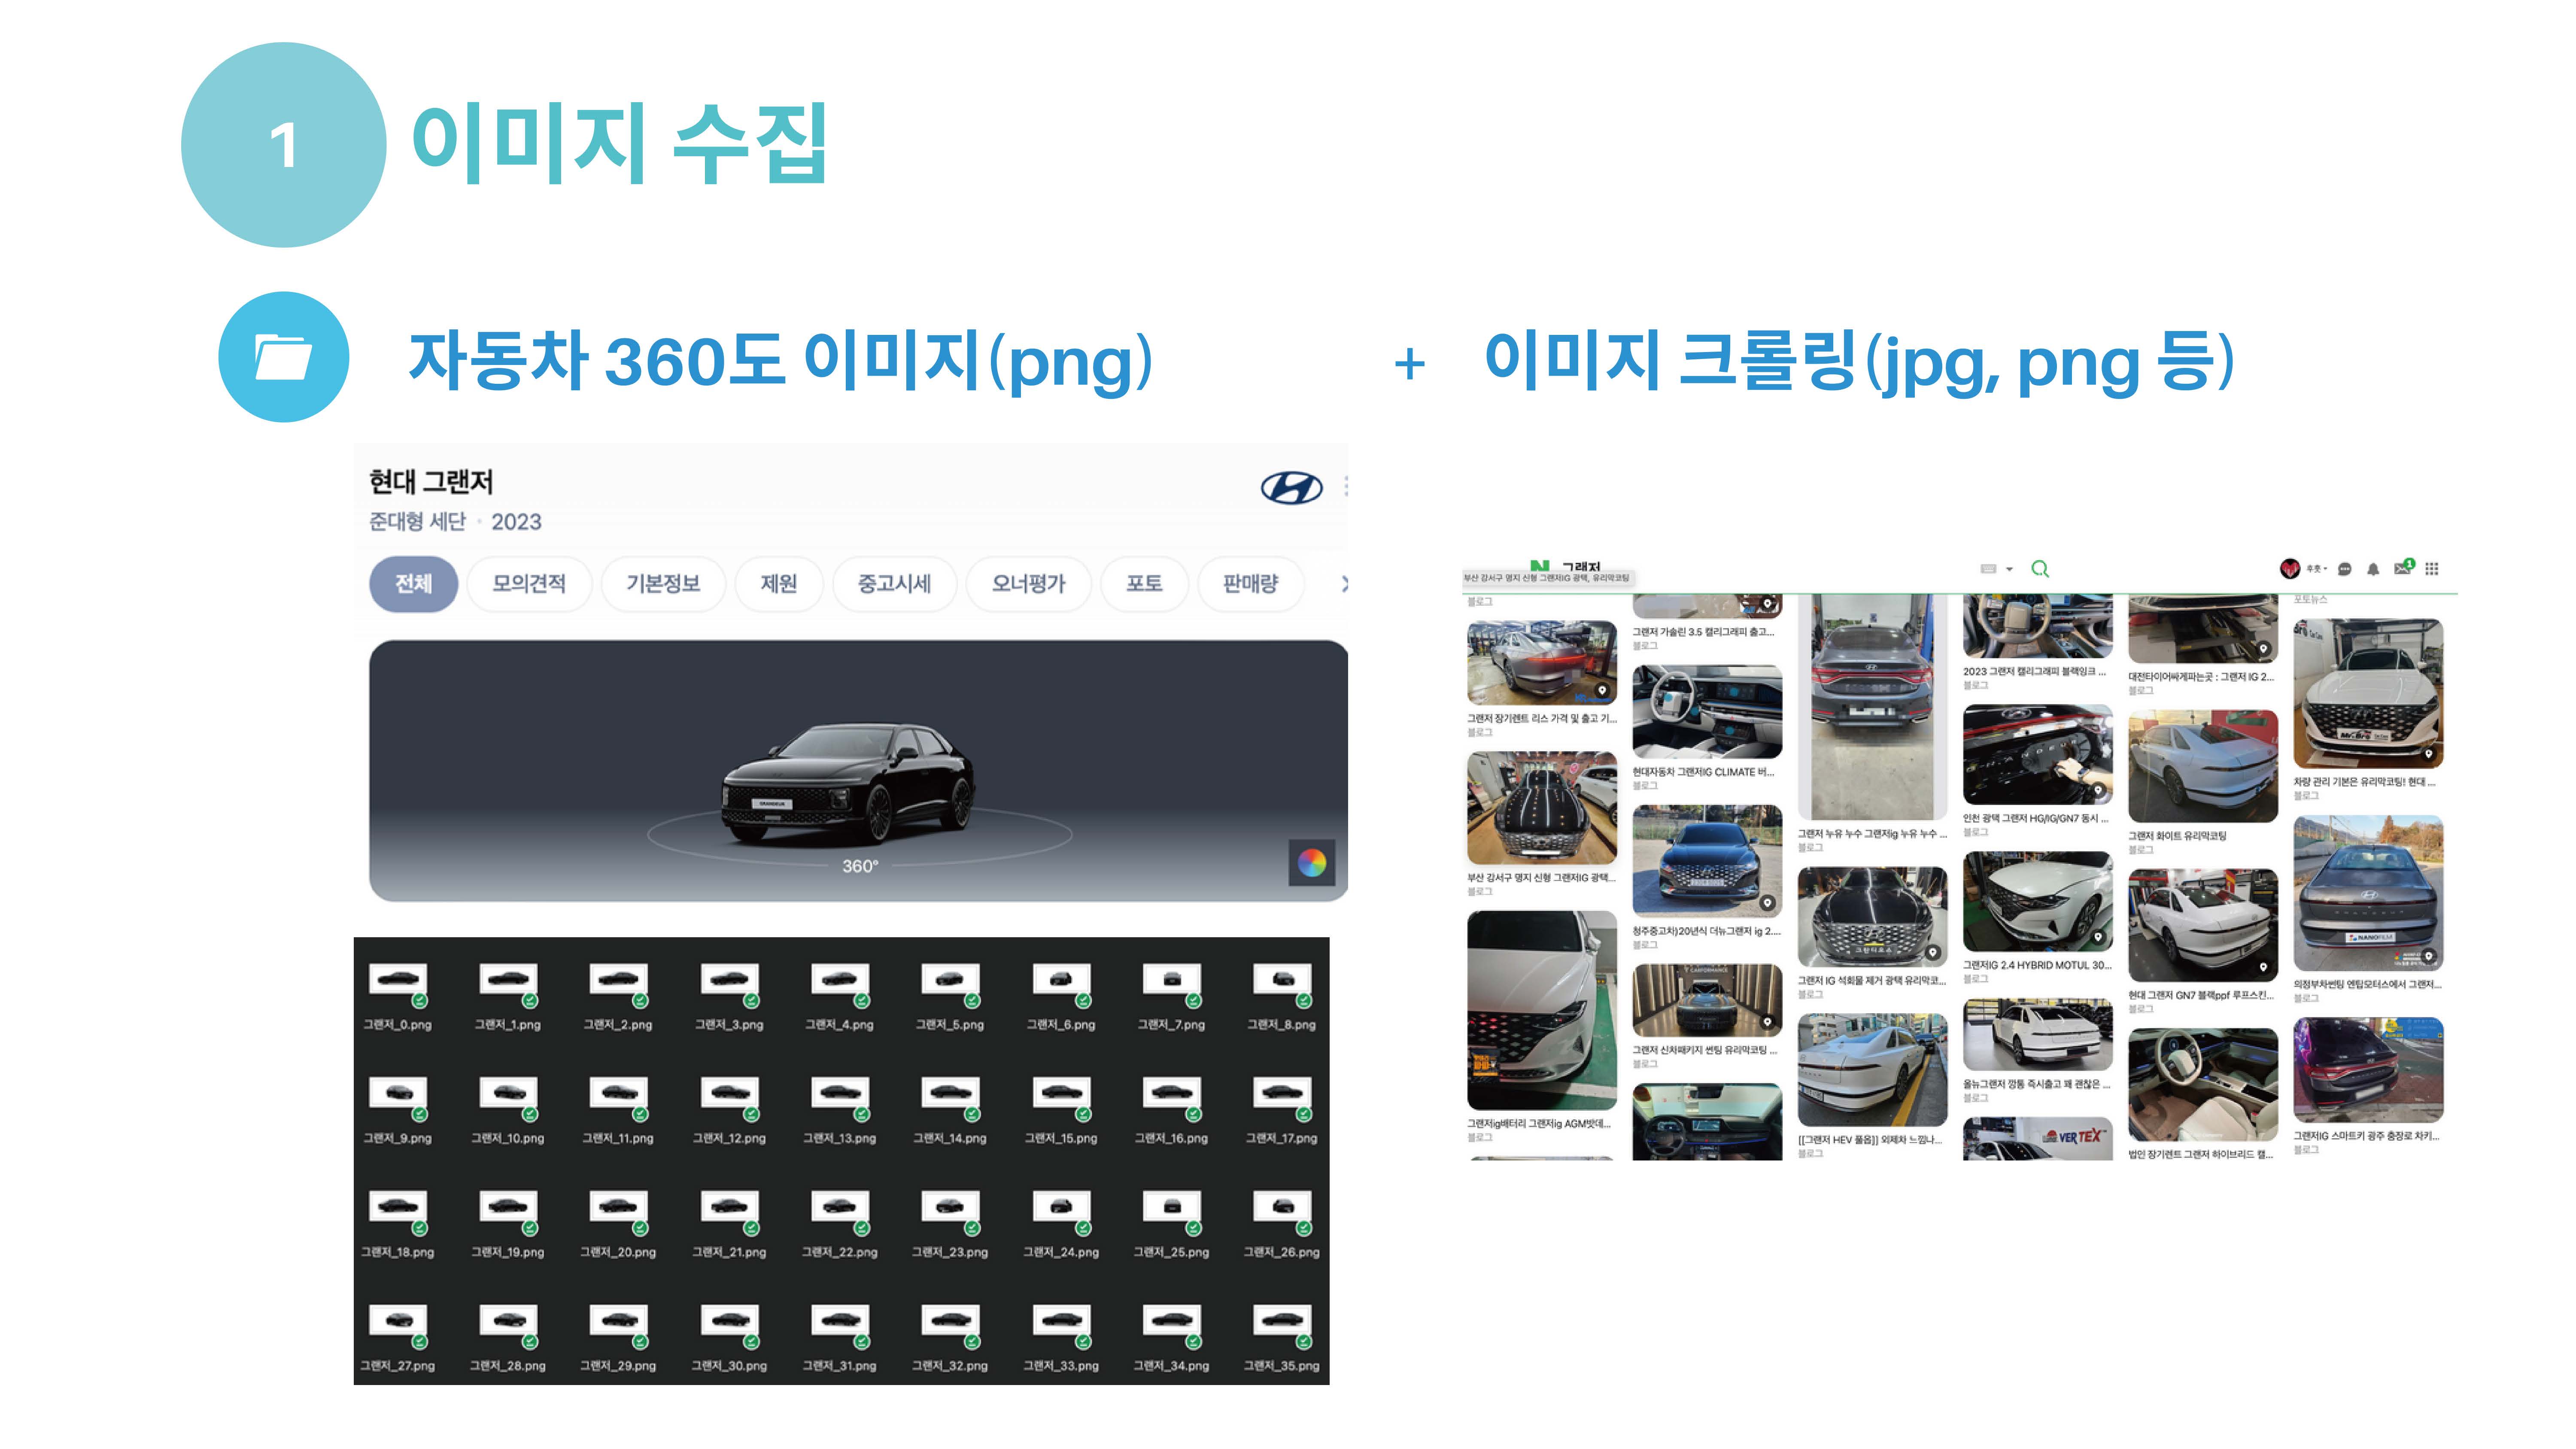 1
이미지 수집
자동차 360도 이미지(png)
+ 이미지 크롤링(jpg, png 등)
현대 그랜저
준대형 세단 · 2023
전체 모의견적 기본정보 제원 중고시세 오너평가 포토 판매량
GRANDEUR
360°
그랜저_0.png 그랜저_1.png 그랜저_2.png 그랜저_3.png 그랜저_4.png 그랜저_5.png 그랜저_6.png 그랜저_7.png 그랜저_8.png
그랜저_9.png 그랜저_10.png 그랜저_11.png 그랜저_12.png 그랜저_13.png 그랜저_14.png 그랜저_15.png 그랜저_16.png 그랜저_17.png
그랜저_18.png 그랜저_19.png 그랜저_20.png 그랜저_21.png 그랜저_22.png 그랜저_23.png 그랜저_24.png 그랜저_25.png 그랜저_26.png
그랜저_27.png 그랜저_28.png 그랜저_29.png 그랜저_30.png 그랜저_31.png 그랜저_32.png 그랜저_33.png 그랜저_34.png 그랜저_35.png
N 그랜저
1
부산 강서구 명지 신형 그랜저IG 광택, 유리막코팅
블로그
그랜저 장기렌트 리스 가격 및 출고 기...
블로그
부산 강서구 명지 신형 그랜저IG 광택...
블로그
그랜저ig배터리 그랜저ig AGM밧데...
블로그
그랜저 가솔린 3.5 캘리그래피 출고...
블로그
현대자동차 그랜저IG CLIMATE 버...
블로그
청주중고차)20년식 더뉴그랜저 ig 2....
블로그
CARFORMANCE
그랜저 신차패키지 썬팅 유리막코팅 ...
블로그
그랜저 누유 누수 그랜저ig 누유 누수 ...
블로그
그랜저 IG 석회물 제거 광택 유리막코...
블로그
[[그랜저 HEV 풀옵]] 외제차 느낌나...
블로그
2023 그랜저 캘리그래피 블랙잉크 ...
블로그
인천 광택 그랜저 HG/IG/GN7 동시 ...
블로그
그랜저IG 2.4 HYBRID MOTUL 30...
블로그
올뉴그랜저 깡통 즉시출고 꽤 괜찮은 ...
블로그
VERTEX
대전타이어싸게파는곳 : 그랜저 IG 2...
블로그
그랜저 화이트 유리막코팅
블로그
현대 그랜저 GN7 블랙ppf 루프스킨...
블로그
법인 장기렌트 그랜저 하이브리드 캘...
포토뉴스
Mr.Bro
차량 관리 기본은 유리막코팅! 현대 ...
블로그
NANOFILM
의정부차썬팅 엔탑모터스에서 그랜저...
블로그
그랜저IG 스마트키 광주 충장로 차키...
블로그